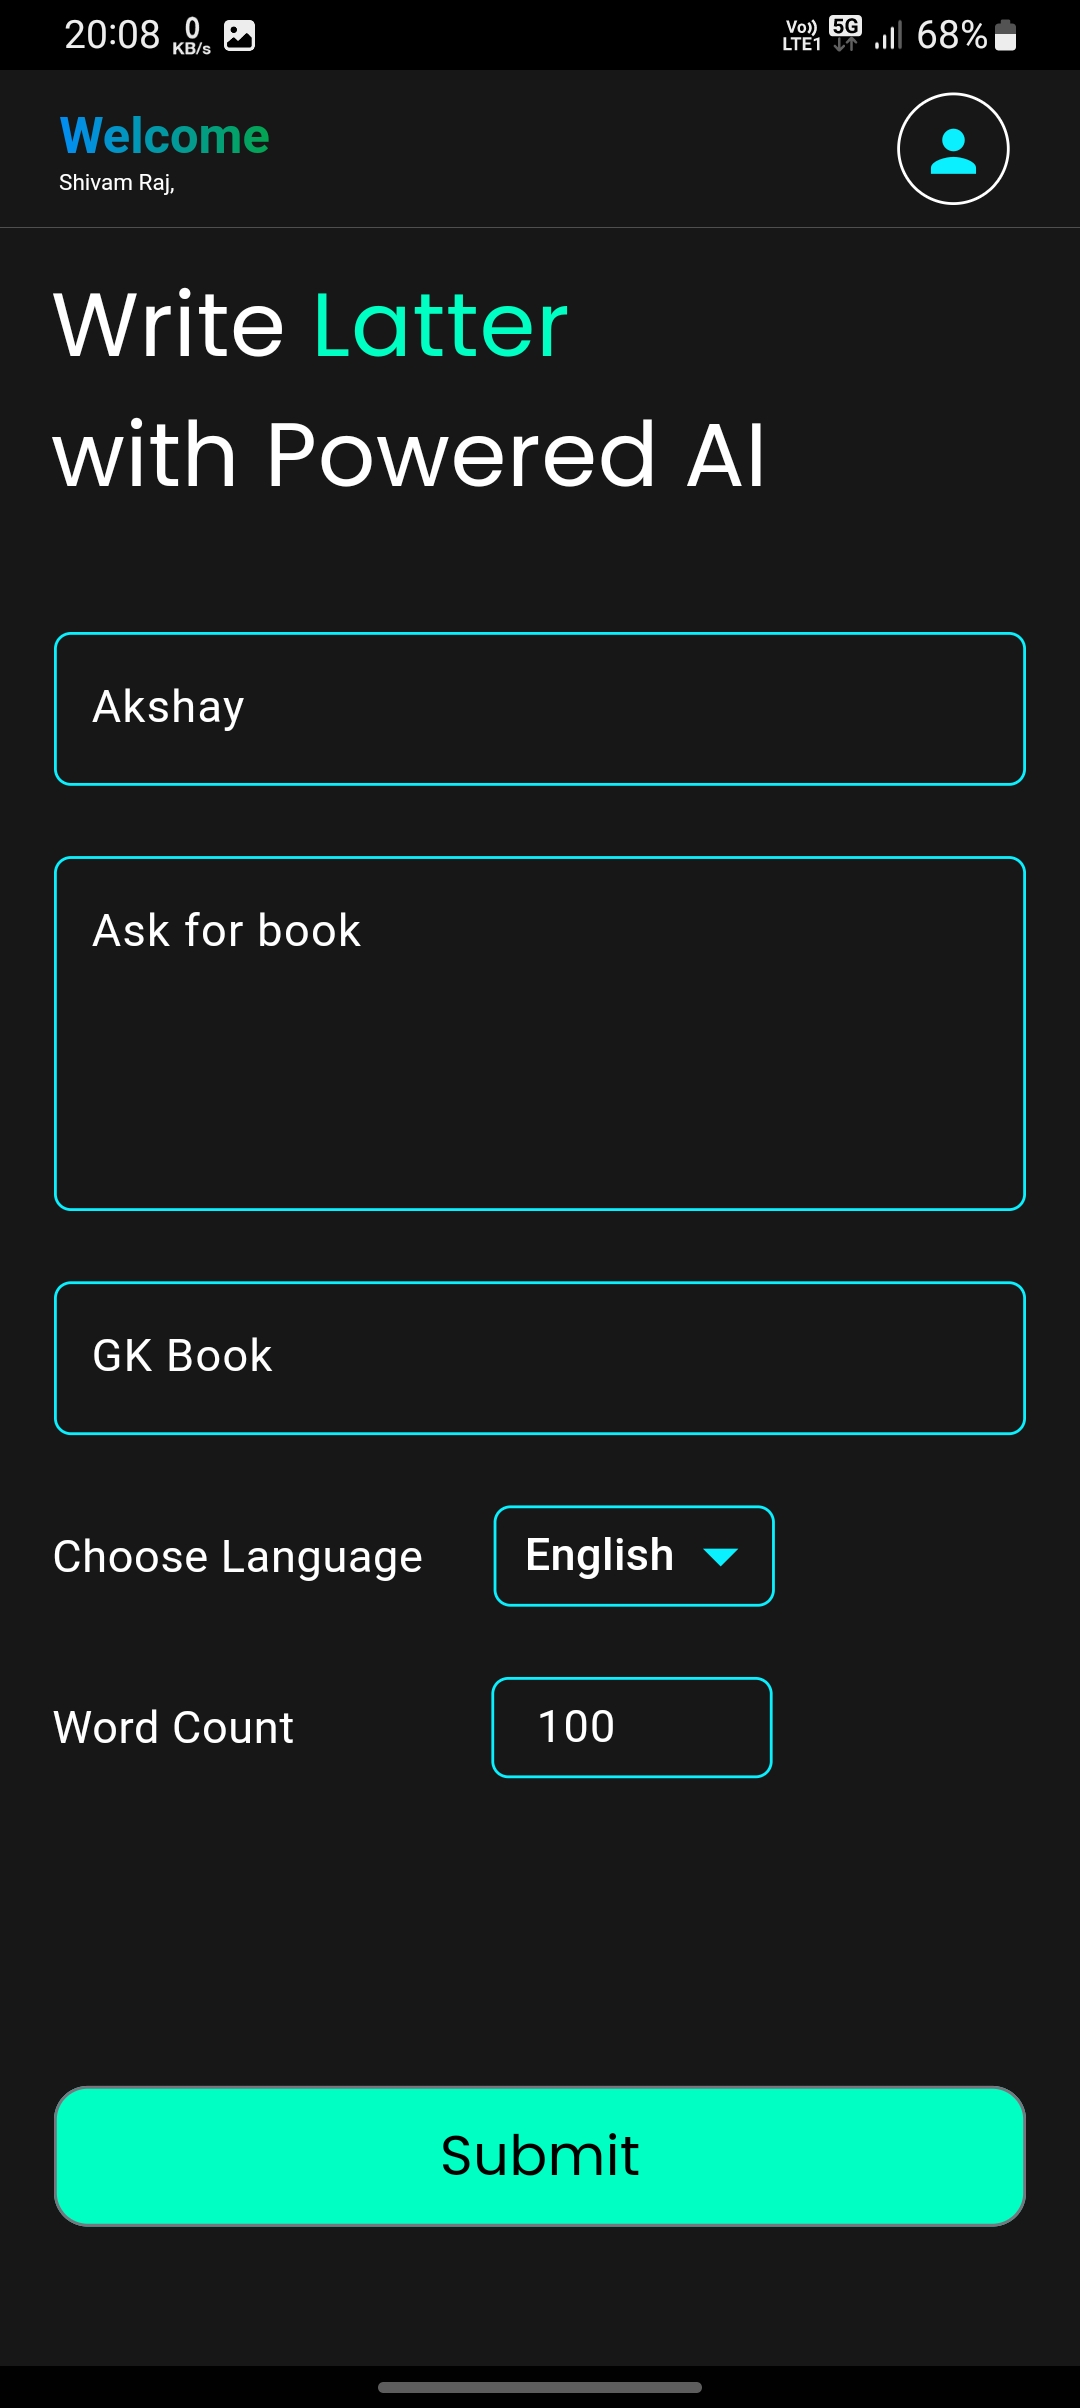 20:08 0 KB/s Vo)) LTE1 5G 68%
Welcome
Shivam Raj,
Write Latter
with Powered AI
Akshay
Ask for book
GK Book
Choose Language English
Word Count 100
Submit